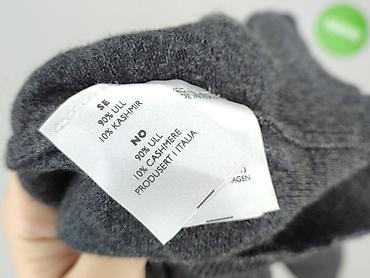 SE
90% ULL
10% KASHMIR
NO
90% ULL
10% CASHMERE
PRODUSERT I ITALIA